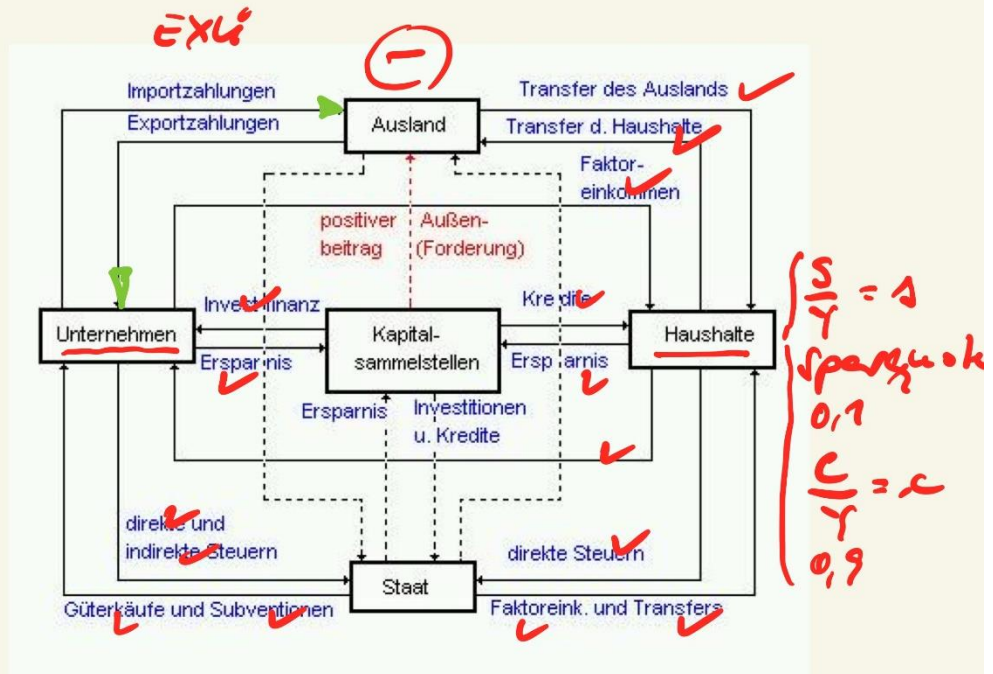 Importzahlungen
Exportzahlungen
Ausland
Transfer des Auslands
Transfer d. Haushalte
Faktor-
einkommen
positiver Außen-
beitrag (Forderung)
Unternehmen
Investfinanz
Ersparnis
Kapital-
sammelstellen
Kredite
Ersparnis
Haushalte
S/Y = s
Sparquote
0,1
C/Y = c
0,9
Ersparnis
Investitionen
u. Kredite
direkte und
indirekte Steuern
direkte Steuern
Staat
Güterkäufe und Subventionen
Faktoreink. und Transfers